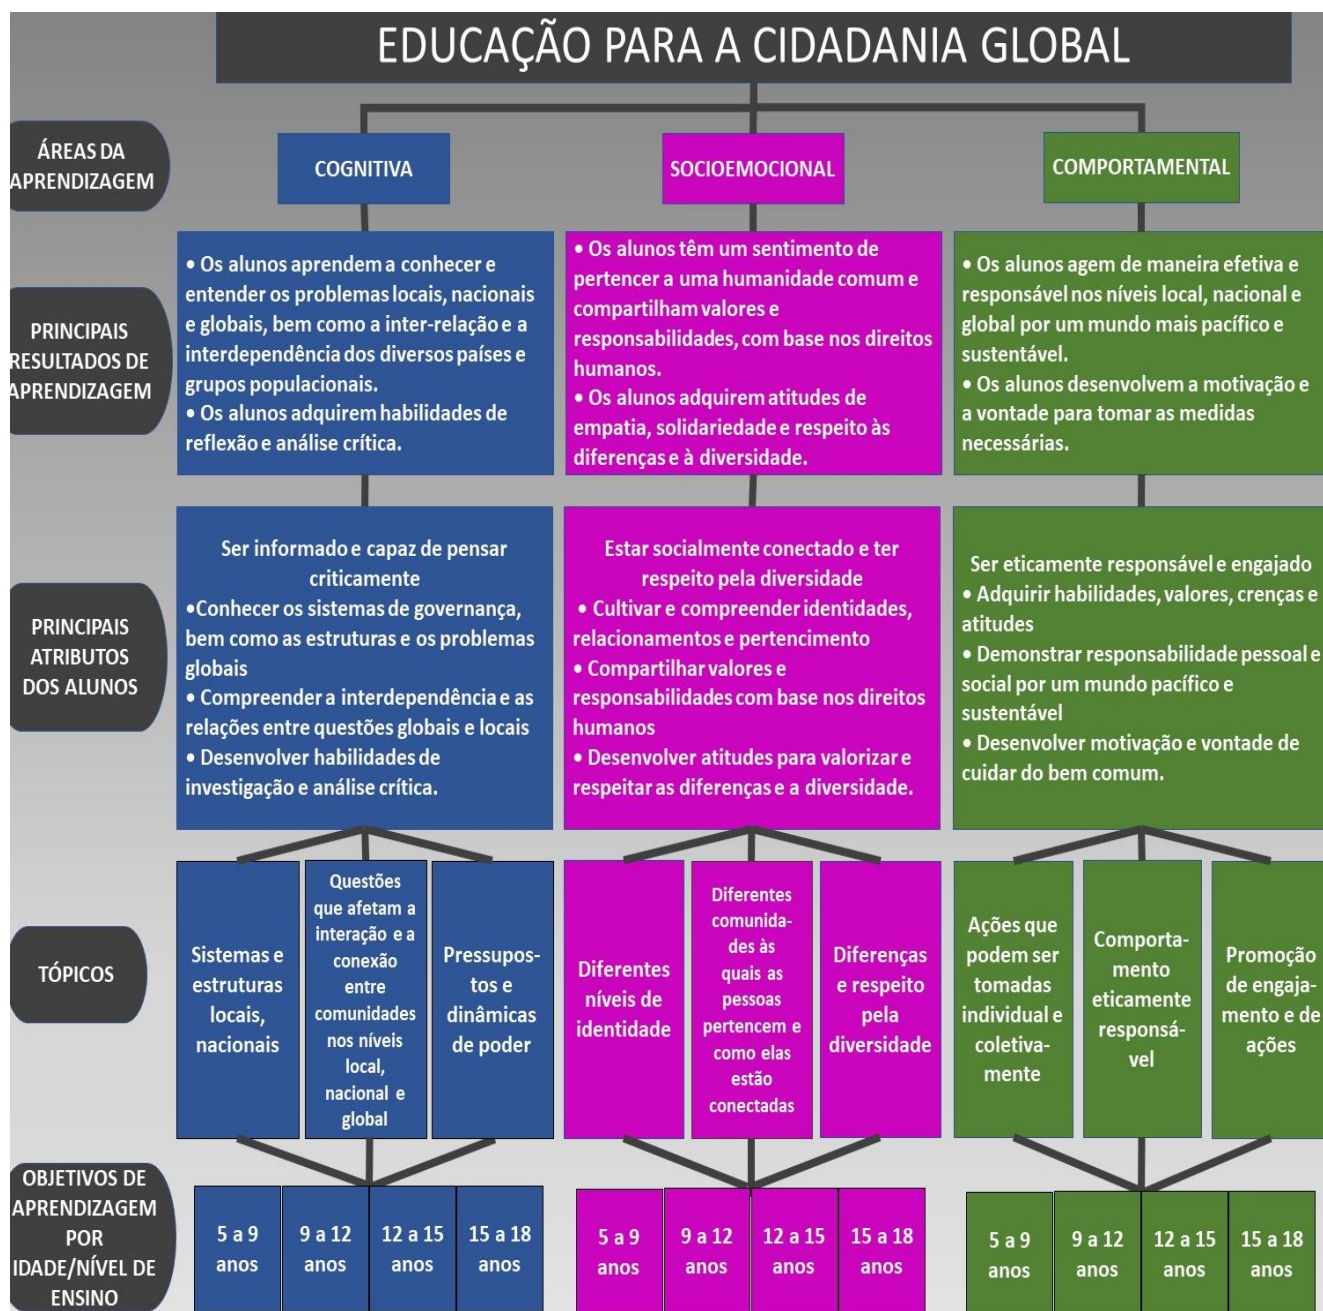 EDUCAÇÃO PARA A CIDADANIA GLOBAL
ÁREAS DA
APRENDIZAGEM
COGNITIVA
SOCIOEMOCIONAL
COMPORTAMENTAL
PRINCIPAIS
RESULTADOS DE
APRENDIZAGEM
• Os alunos aprendem a conhecer e
entender os problemas locais, nacionais
e globais, bem como a inter-relação e a
interdependência dos diversos países e
grupos populacionais.
• Os alunos adquirem habilidades de
reflexão e análise crítica.
• Os alunos têm um sentimento de
pertencer a uma humanidade comum e
compartilham valores e
responsabilidades, com base nos direitos
humanos.
• Os alunos adquirem atitudes de
empatia, solidariedade e respeito às
diferenças e à diversidade.
• Os alunos agem de maneira efetiva e
responsável nos níveis local, nacional e
global por um mundo mais pacífico e
sustentável.
• Os alunos desenvolvem a motivação e
a vontade para tomar as medidas
necessárias.
PRINCIPAIS
ATRIBUTOS
DOS ALUNOS
Ser informado e capaz de pensar
criticamente
•Conhecer os sistemas de governança,
bem como as estruturas e os problemas
globais
• Compreender a interdependência e as
relações entre questões globais e locais
• Desenvolver habilidades de
investigação e análise crítica.
Estar socialmente conectado e ter
respeito pela diversidade
• Cultivar e compreender identidades,
relacionamentos e pertencimento
• Compartilhar valores e
responsabilidades com base nos direitos
humanos
• Desenvolver atitudes para valorizar e
respeitar as diferenças e a diversidade.
Ser eticamente responsável e engajado
• Adquirir habilidades, valores, crenças e
atitudes
• Demonstrar responsabilidade pessoal e
social por um mundo pacífico e
sustentável
• Desenvolver motivação e vontade de
cuidar do bem comum.
TÓPICOS
Sistemas e
estruturas
locais,
nacionais
Questões
que afetam a
interação e a
conexão
entre
comunidades
nos níveis
local,
nacional e
global
Pressupos-
tos e
dinâmicas
de poder
Diferentes
níveis de
identidade
Diferentes
comunida-
des às
quais as
pessoas
pertencem e
como elas
estão
conectadas
Diferenças
e respeito
pela
diversidade
Ações que
podem ser
tomadas
individual e
coletiva-
mente
Comporta-
mento
eticamente
responsá-
vel
Promoção
de engaja-
mento e de
ações
OBJETIVOS DE
APRENDIZAGEM
POR
IDADE/NÍVEL DE
ENSINO
5 a 9
anos
9 a 12
anos
12 a 15
anos
15 a 18
anos
5 a 9
anos
9 a 12
anos
12 a 15
anos
15 a 18
anos
5 a 9
anos
9 a 12
anos
12 a 15
anos
15 a 18
anos